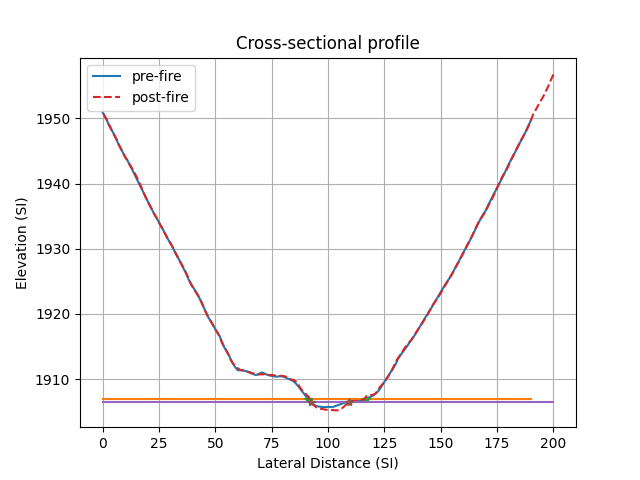 Cross-sectional profile
pre-fire
post-fire
1950
1940
1930
1920
1910
Elevation (SI)
0 25 50 75 100 125 150 175 200
Lateral Distance (SI)